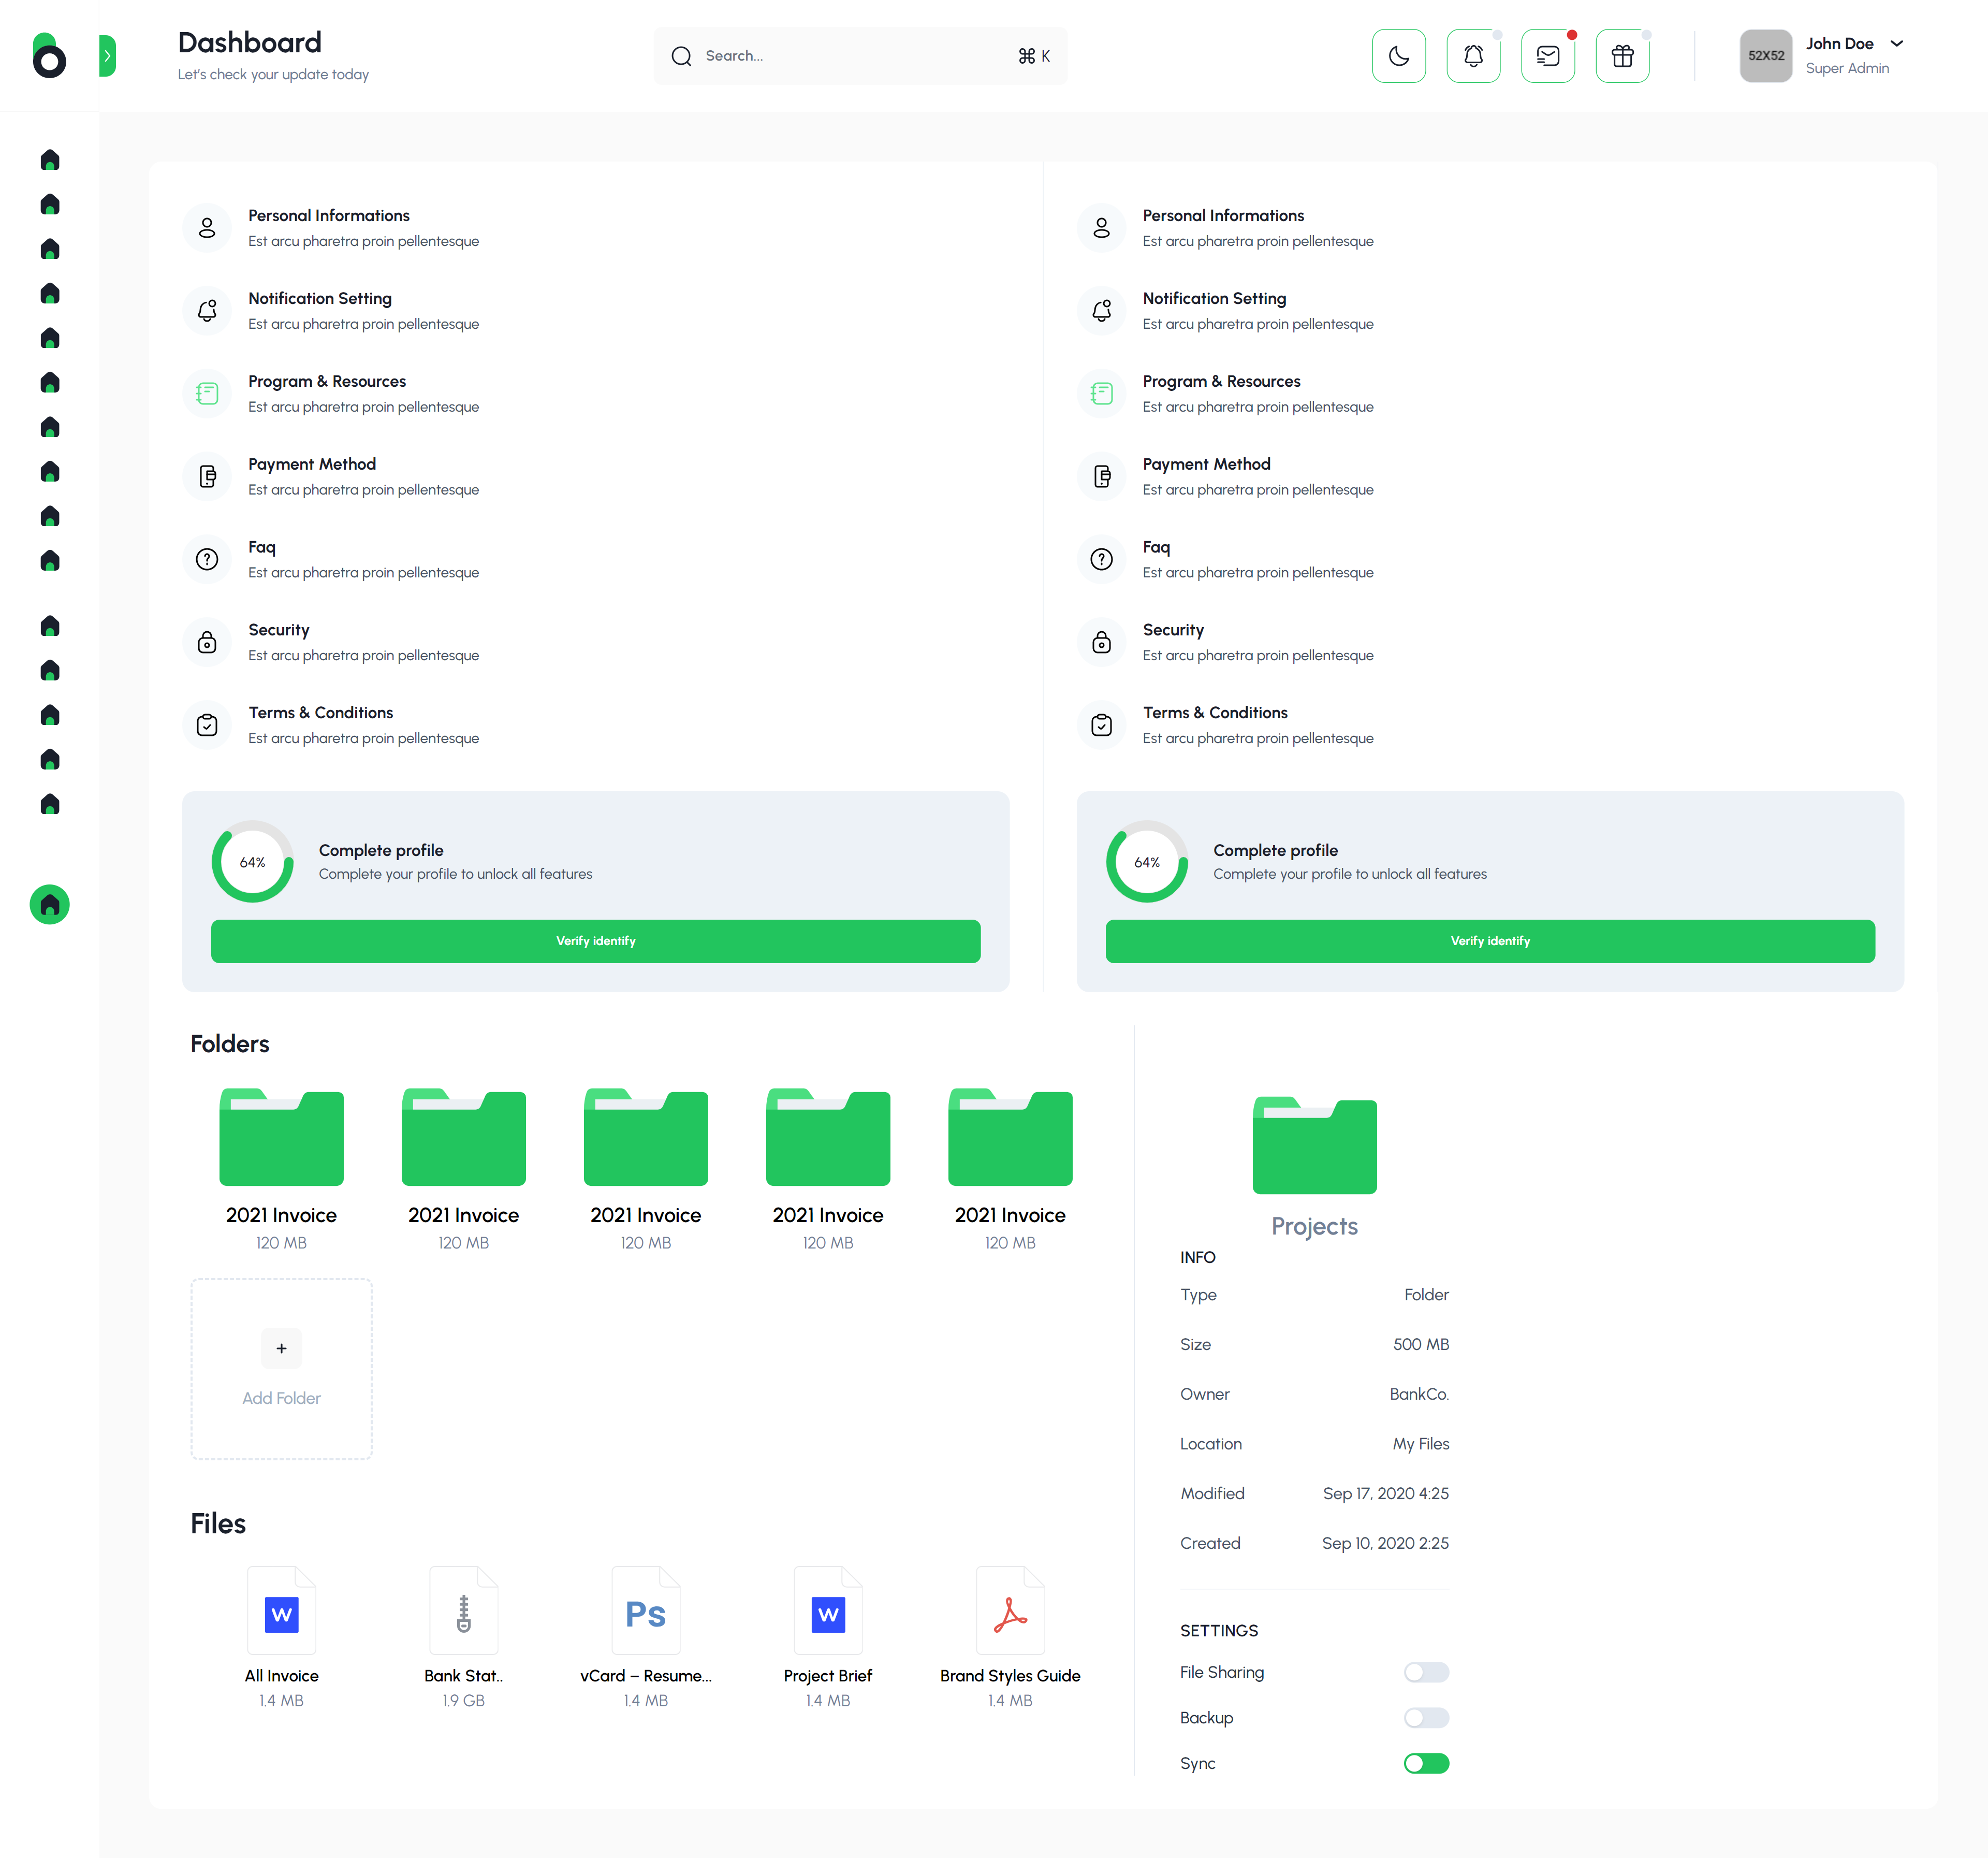 Dashboard
Let's check your update today
Search...
⌘ K
52X52
John Doe
Super Admin
Personal Informations
Est arcu pharetra proin pellentesque
Notification Setting
Est arcu pharetra proin pellentesque
Program & Resources
Est arcu pharetra proin pellentesque
Payment Method
Est arcu pharetra proin pellentesque
Faq
Est arcu pharetra proin pellentesque
Security
Est arcu pharetra proin pellentesque
Terms & Conditions
Est arcu pharetra proin pellentesque
64%
Complete profile
Complete your profile to unlock all features
Verify identify
Personal Informations
Est arcu pharetra proin pellentesque
Notification Setting
Est arcu pharetra proin pellentesque
Program & Resources
Est arcu pharetra proin pellentesque
Payment Method
Est arcu pharetra proin pellentesque
Faq
Est arcu pharetra proin pellentesque
Security
Est arcu pharetra proin pellentesque
Terms & Conditions
Est arcu pharetra proin pellentesque
64%
Complete profile
Complete your profile to unlock all features
Verify identify
Folders
2021 Invoice
120 MB
2021 Invoice
120 MB
2021 Invoice
120 MB
2021 Invoice
120 MB
2021 Invoice
120 MB
+
Add Folder
Files
W
All Invoice
1.4 MB
Bank Stat..
1.9 GB
Ps
vCard – Resume...
1.4 MB
W
Project Brief
1.4 MB
Brand Styles Guide
1.4 MB
Projects
INFO
Type Folder
Size 500 MB
Owner BankCo.
Location My Files
Modified Sep 17, 2020 4:25
Created Sep 10, 2020 2:25
SETTINGS
File Sharing
Backup
Sync